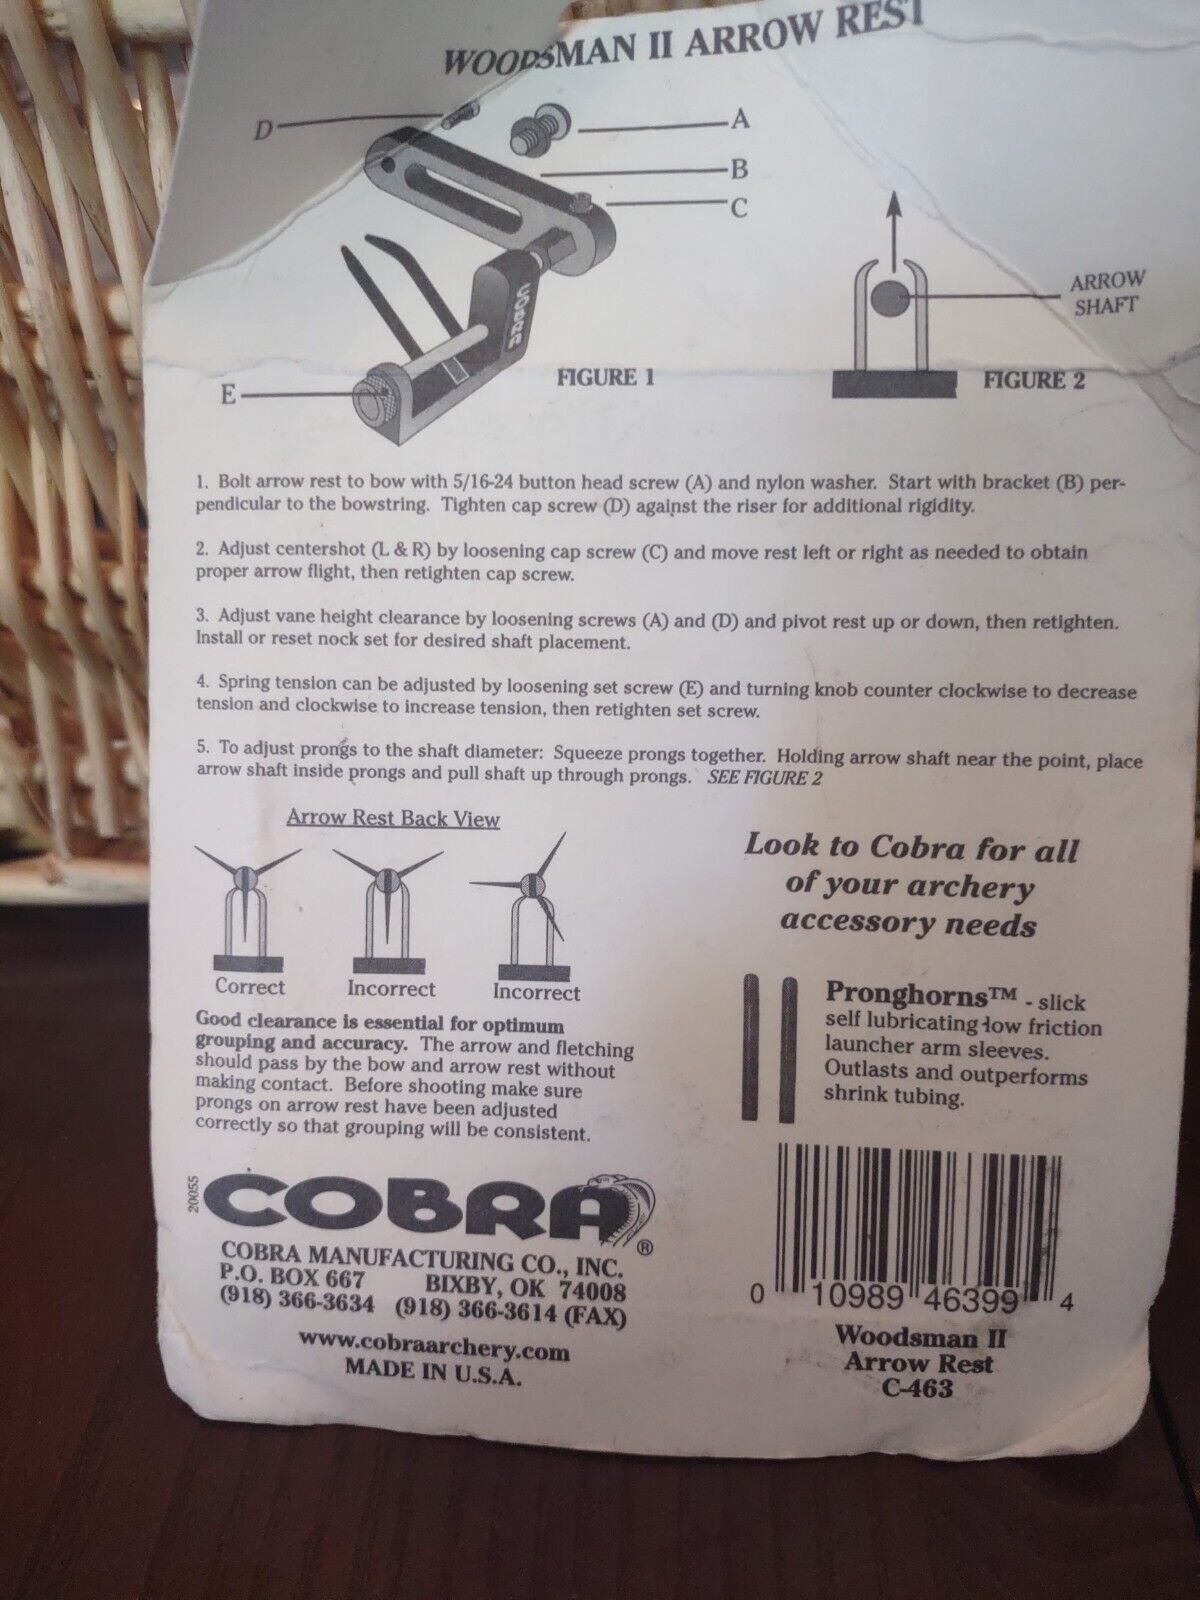 WOODSMAN II ARROW REST
D
A
B
C
COBRA
E
FIGURE 1
ARROW
SHAFT
FIGURE 2
1. Bolt arrow rest to bow with 5/16-24 button head screw (A) and nylon washer. Start with bracket (B) per-
pendicular to the bowstring. Tighten cap screw (D) against the riser for additional rigidity.
2. Adjust centershot (L & R) by loosening cap screw (C) and move rest left or right as needed to obtain
proper arrow flight, then retighten cap screw.
3. Adjust vane height clearance by loosening screws (A) and (D) and pivot rest up or down, then retighten.
Install or reset nock set for desired shaft placement.
4. Spring tension can be adjusted by loosening set screw (E) and turning knob counter clockwise to decrease
tension and clockwise to increase tension, then retighten set screw.
5. To adjust prongs to the shaft diameter: Squeeze prongs together. Holding arrow shaft near the point, place
arrow shaft inside prongs and pull shaft up through prongs. SEE FIGURE 2
Arrow Rest Back View
Correct
Incorrect
Incorrect
Good clearance is essential for optimum
grouping and accuracy. The arrow and fletching
should pass by the bow and arrow rest without
making contact. Before shooting make sure
prongs on arrow rest have been adjusted
correctly so that grouping will be consistent.
Look to Cobra for all
of your archery
accessory needs
Pronghorns™ - slick
self lubricating low friction
launcher arm sleeves.
Outlasts and outperforms
shrink tubing.
20055
COBRA®
COBRA MANUFACTURING CO., INC.
P.O. BOX 667 BIXBY, OK 74008
(918) 366-3634 (918) 366-3614 (FAX)
www.cobraarchery.com
MADE IN U.S.A.
0 10989 46399 4
Woodsman II
Arrow Rest
C-463